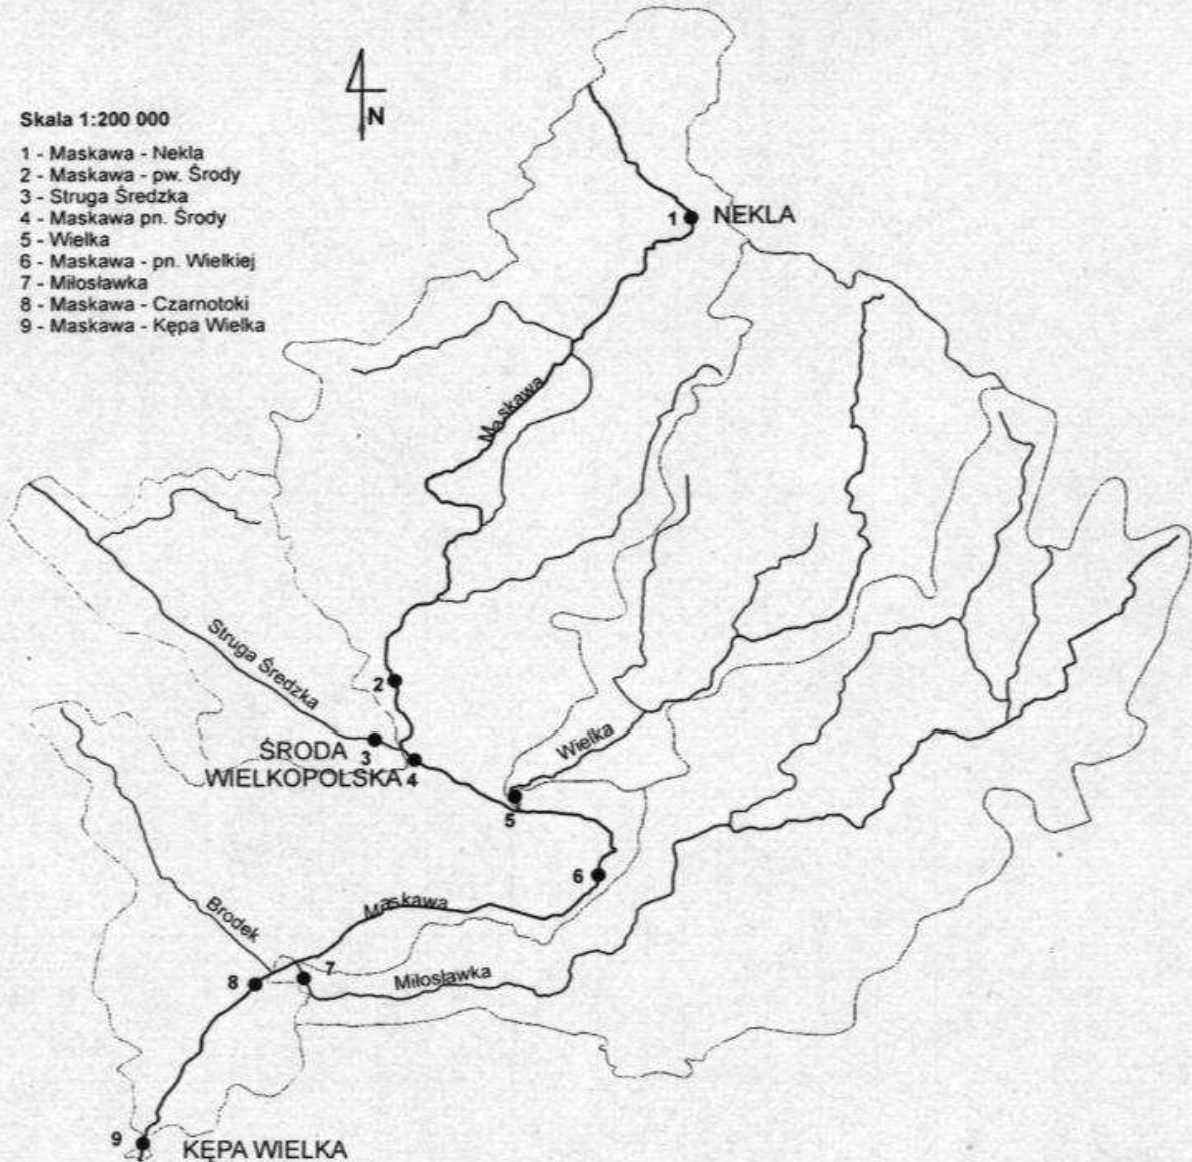 Skala 1:200 000
N
1 - Maskawa - Nekla
2 - Maskawa - pw. Środy
3 - Struga Średzka
4 - Maskawa pn. Środy
5 - Wielka
6 - Maskawa - pn. Wielkiej
7 - Miłosławka
8 - Maskawa - Czarnotoki
9 - Maskawa - Kępa Wielka
1
NEKLA
Maskawa
Struga Średzka
2
3
ŚRODA
WIELKOPOLSKA
4
Wielka
5
6
Maskawa
Brodek
7
8
Miłosławka
9
KĘPA WIELKA